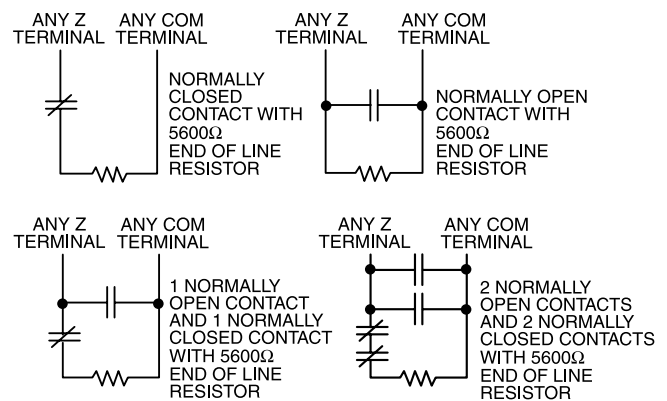 ANY Z TERMINAL
ANY COM TERMINAL
NORMALLY
CLOSED
CONTACT WITH
5600Ω
END OF LINE
RESISTOR
ANY Z TERMINAL
ANY COM TERMINAL
NORMALLY OPEN
CONTACT WITH
5600Ω
END OF LINE
RESISTOR
ANY Z TERMINAL
ANY COM TERMINAL
1 NORMALLY
OPEN CONTACT
AND 1 NORMALLY
CLOSED CONTACT
WITH 5600Ω
END OF LINE
RESISTOR
ANY Z TERMINAL
ANY COM TERMINAL
2 NORMALLY
OPEN CONTACTS
AND 2 NORMALLY
CLOSED CONTACTS
WITH 5600Ω
END OF LINE
RESISTOR